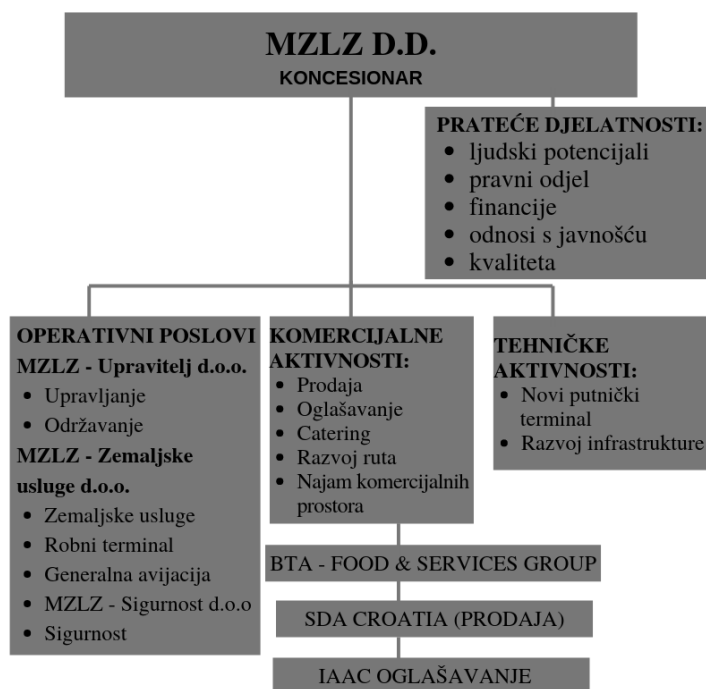 MZLZ D.D.
KONCESIONAR
PRATEĆE DJELATNOSTI:
• ljudski potencijali
• pravni odjel
• financije
• odnosi s javnošću
• kvaliteta
OPERATIVNI POSLOVI
MZLZ - Upravitelj d.o.o.
• Upravljanje
• Održavanje
MZLZ - Zemaljske
usluge d.o.o.
• Zemaljske usluge
• Robni terminal
• Generalna avijacija
• MZLZ - Sigurnost d.o.o
• Sigurnost
KOMERCIJALNE
AKTIVNOSTI:
• Prodaja
• Oglašavanje
• Catering
• Razvoj ruta
• Najam komercijalnih
prostora
TEHNIČKE
AKTIVNOSTI:
• Novi putnički
terminal
• Razvoj infrastrukture
BTA - FOOD & SERVICES GROUP
SDA CROATIA (PRODAJA)
IAAC OGLAŠAVANJE